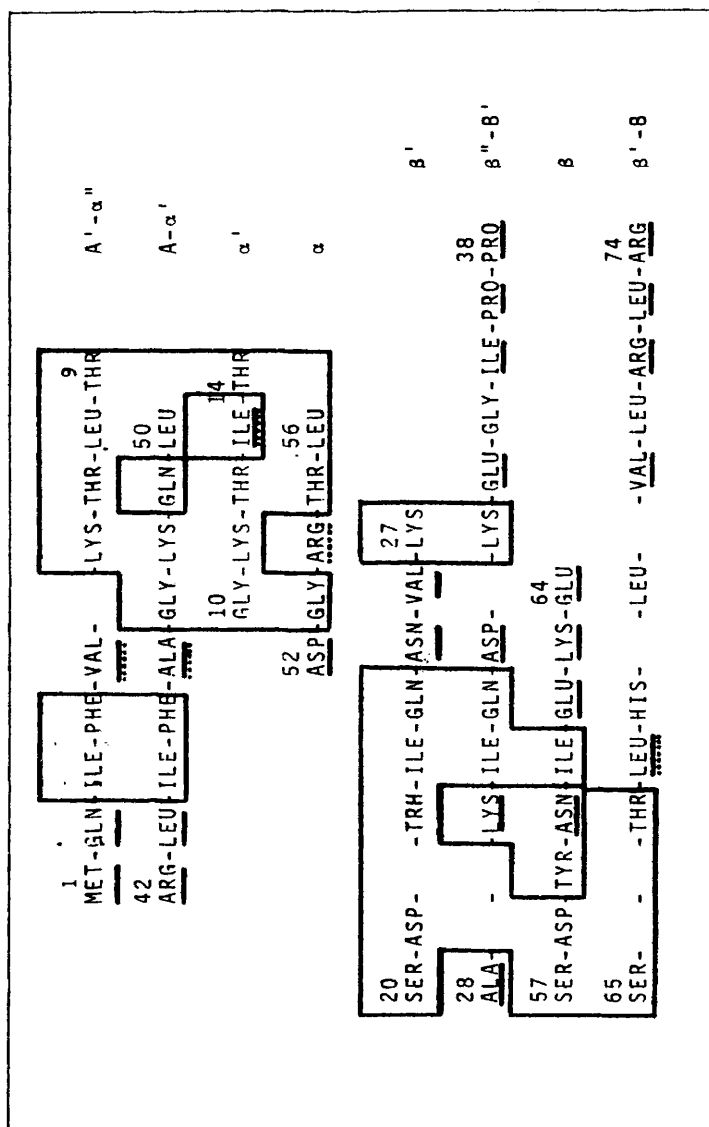 1 9
MET-GLN-ILE-PHE-VAL- -LYS-THR-LEU-THR A'-α"
42 50
ARG-LEU-ILE-PHE-ALA-GLY-LYS-GLN-LEU A-α'
10 14
GLY-LYS-THR-ILE-THR α'
52 56
ASP-GLY-ARG-THR-LEU α
20 27
SER-ASP- -TRH-ILE-GLN-ASN-VAL-LYS β'
28 38
ALA- - -LYS-ILE-GLN-ASP- -LYS-GLU-GLY-ILE-PRO-PRO β"-B'
57 64
SER-ASP-TYR-ASN-ILE-GLU-LYS-GLU β
65 74
SER- - -THR-LEU-HIS- -LEU- -VAL-LEU-ARG-LEU-ARG β'-B